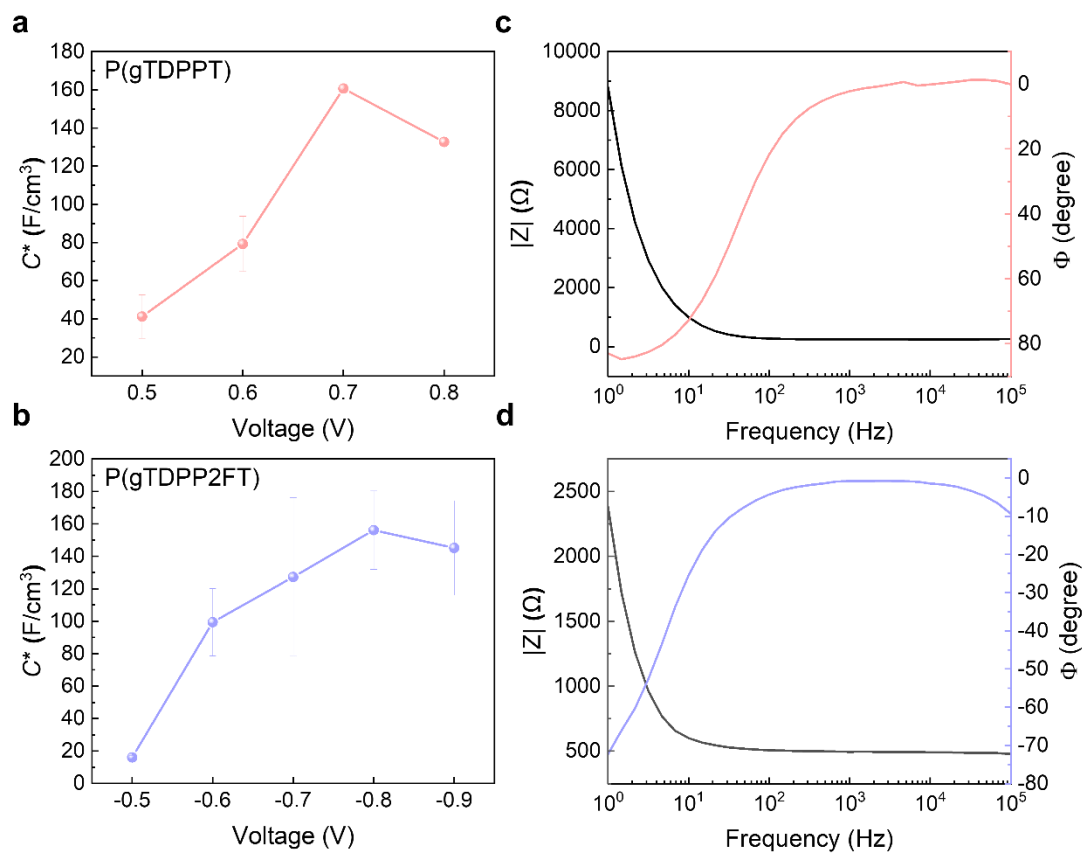 a
P(gTDPPT)
C* (F/cm³)
180
160
140
120
100
80
60
40
20
0.5 0.6 0.7 0.8
Voltage (V)
c
|Z| (Ω)
10000
8000
6000
4000
2000
0
10⁰ 10¹ 10² 10³ 10⁴ 10⁵
Frequency (Hz)
0
20
40
60
80
Φ (degree)
b
P(gTDPP2FT)
C* (F/cm³)
200
180
160
140
120
100
80
60
40
20
0
-0.5 -0.6 -0.7 -0.8 -0.9
Voltage (V)
d
|Z| (Ω)
2500
2000
1500
1000
500
10⁰ 10¹ 10² 10³ 10⁴ 10⁵
Frequency (Hz)
0
-10
-20
-30
-40
-50
-60
-70
-80
Φ (degree)